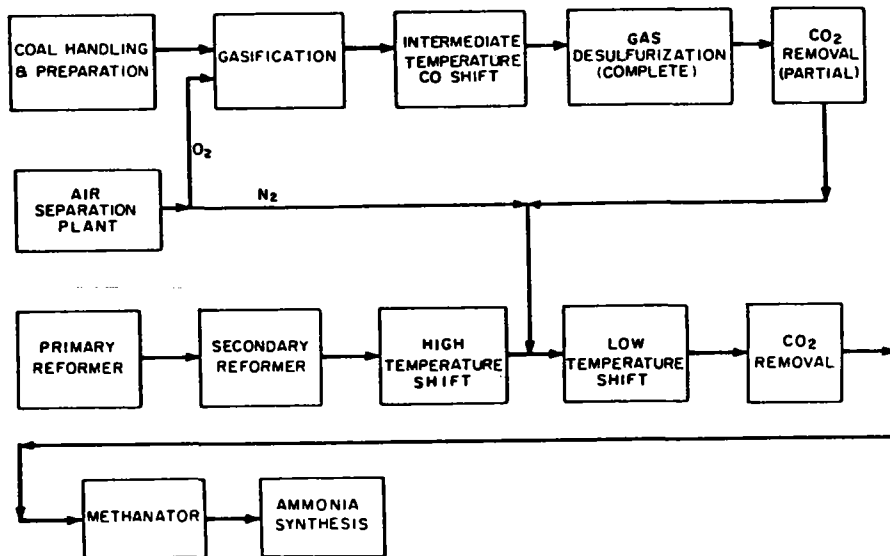 COAL HANDLING
& PREPARATION
GASIFICATION
INTERMEDIATE
TEMPERATURE
CO SHIFT
GAS
DESULFURIZATION
(COMPLETE)
CO2
REMOVAL
(PARTIAL)
O2
AIR
SEPARATION
PLANT
N2
PRIMARY
REFORMER
SECONDARY
REFORMER
HIGH
TEMPERATURE
SHIFT
LOW
TEMPERATURE
SHIFT
CO2
REMOVAL
METHANATOR
AMMONIA
SYNTHESIS